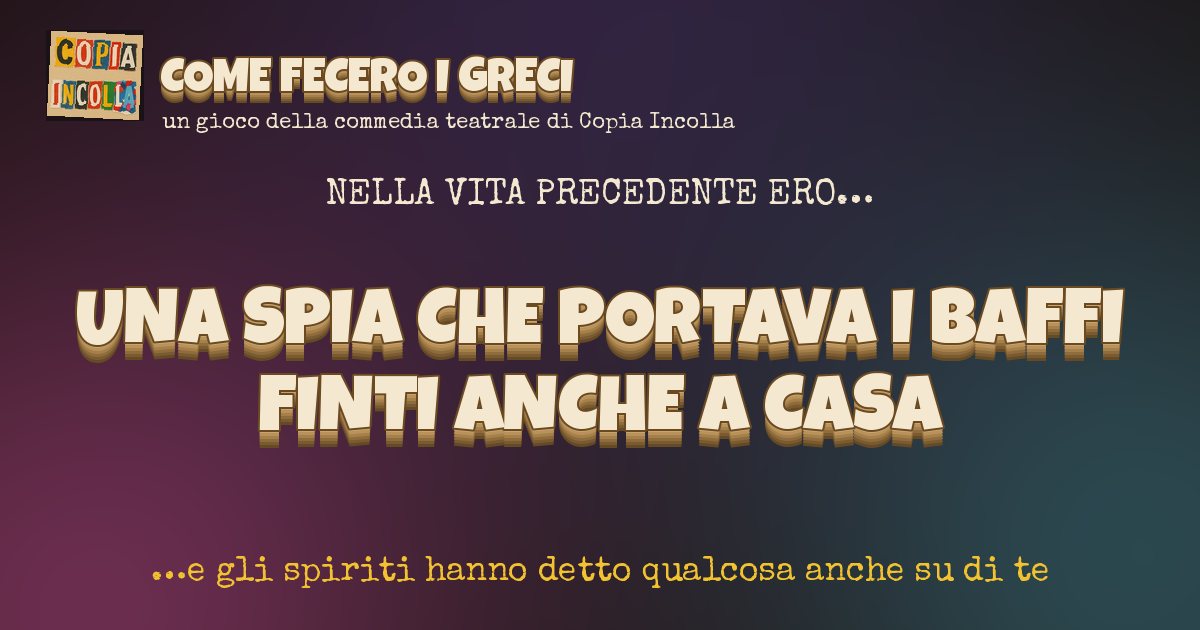 COPIA
INCOLLA
COME FECERO I GRECI
un gioco della commedia teatrale di Copia Incolla
NELLA VITA PRECEDENTE ERO...
UNA SPIA CHE PORTAVA I BAFFI
FINTI ANCHE A CASA
...e gli spiriti hanno detto qualcosa anche su di te